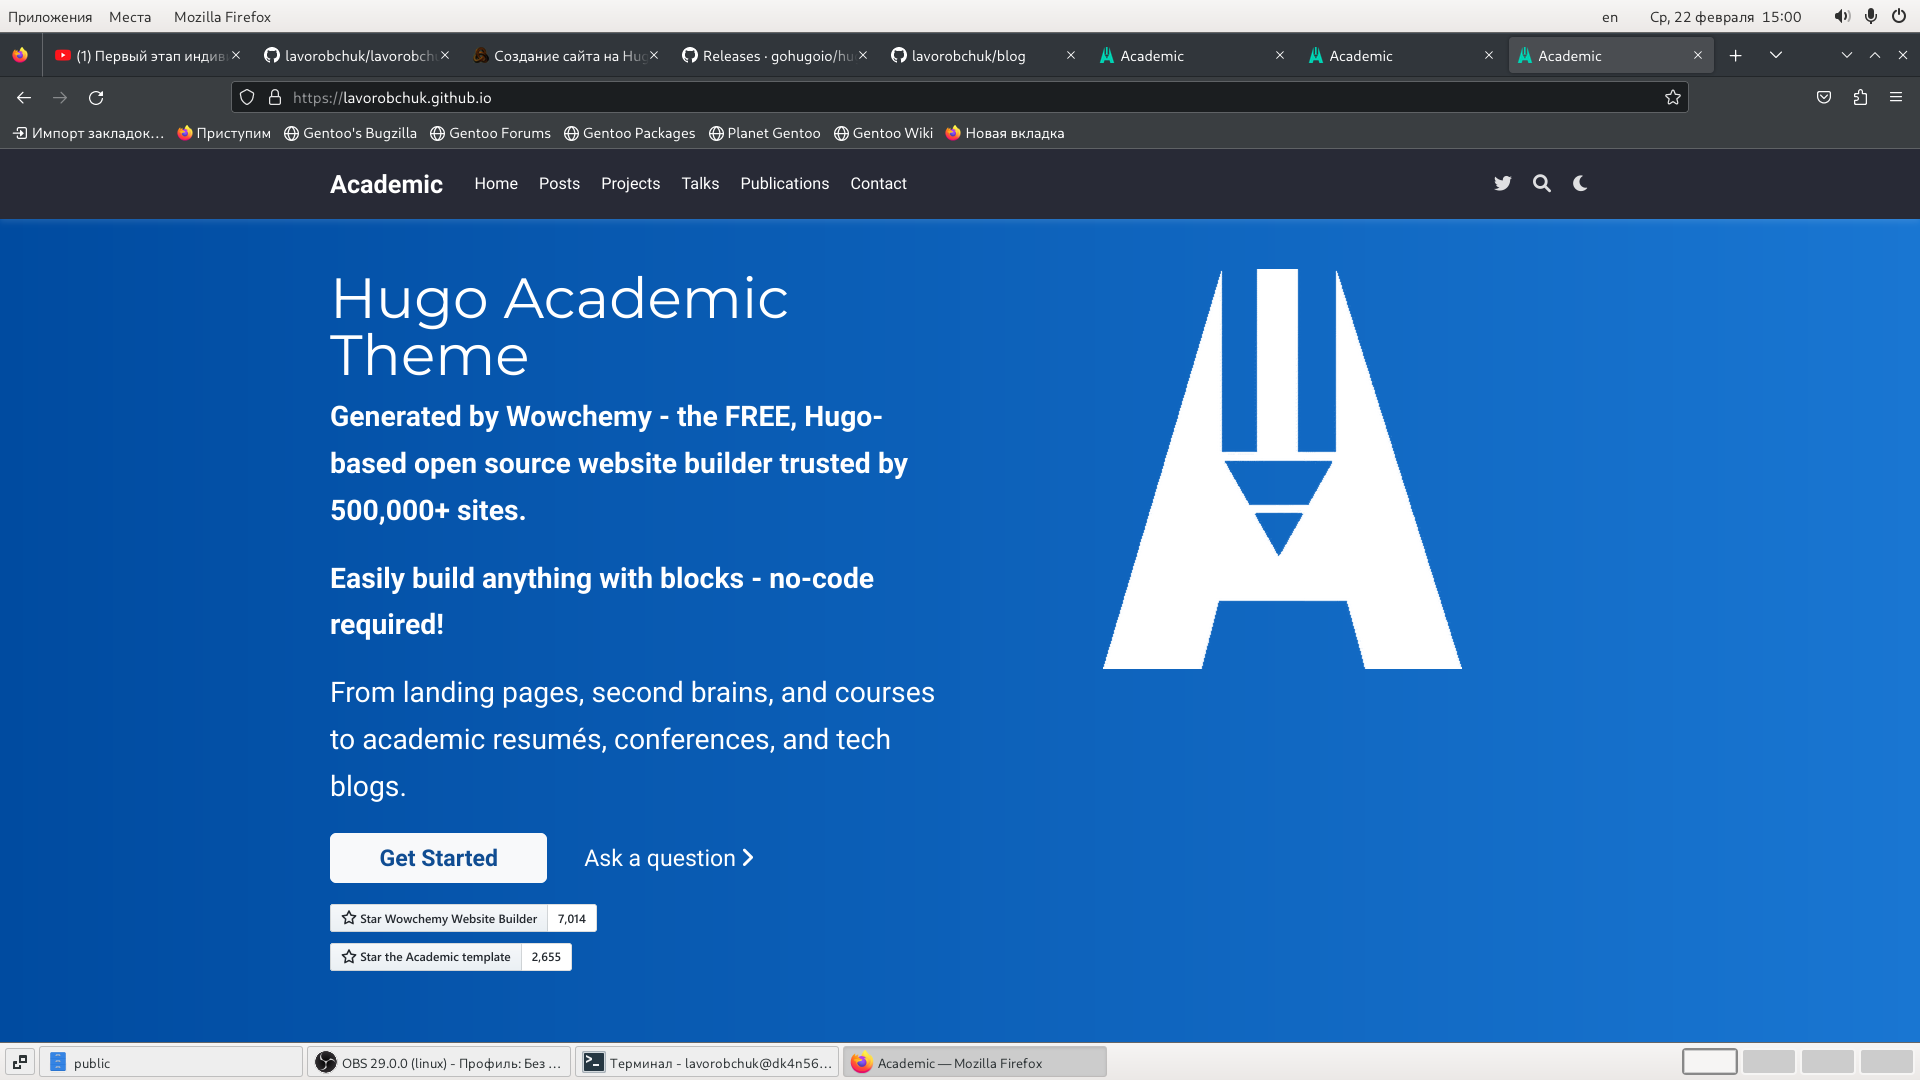 Приложения Места Mozilla Firefox en Ср, 22 февраля 15:00
(1) Первый этап индив lavorobchuk/lavorobch Создание сайта на Hug Releases · gohugoio/hu lavorobchuk/blog Academic Academic Academic
https://lavorobchuk.github.io
Импорт закладок… Приступим Gentoo's Bugzilla Gentoo Forums Gentoo Packages Planet Gentoo Gentoo Wiki Новая вкладка
Academic Home Posts Projects Talks Publications Contact
Hugo Academic
Theme
Generated by Wowchemy - the FREE, Hugo-
based open source website builder trusted by
500,000+ sites.
Easily build anything with blocks - no-code
required!
From landing pages, second brains, and courses
to academic resumés, conferences, and tech
blogs.
Get Started Ask a question
Star Wowchemy Website Builder 7,014
Star the Academic template 2,655
public OBS 29.0.0 (linux) - Профиль: Без … Терминал - lavorobchuk@dk4n56… Academic — Mozilla Firefox